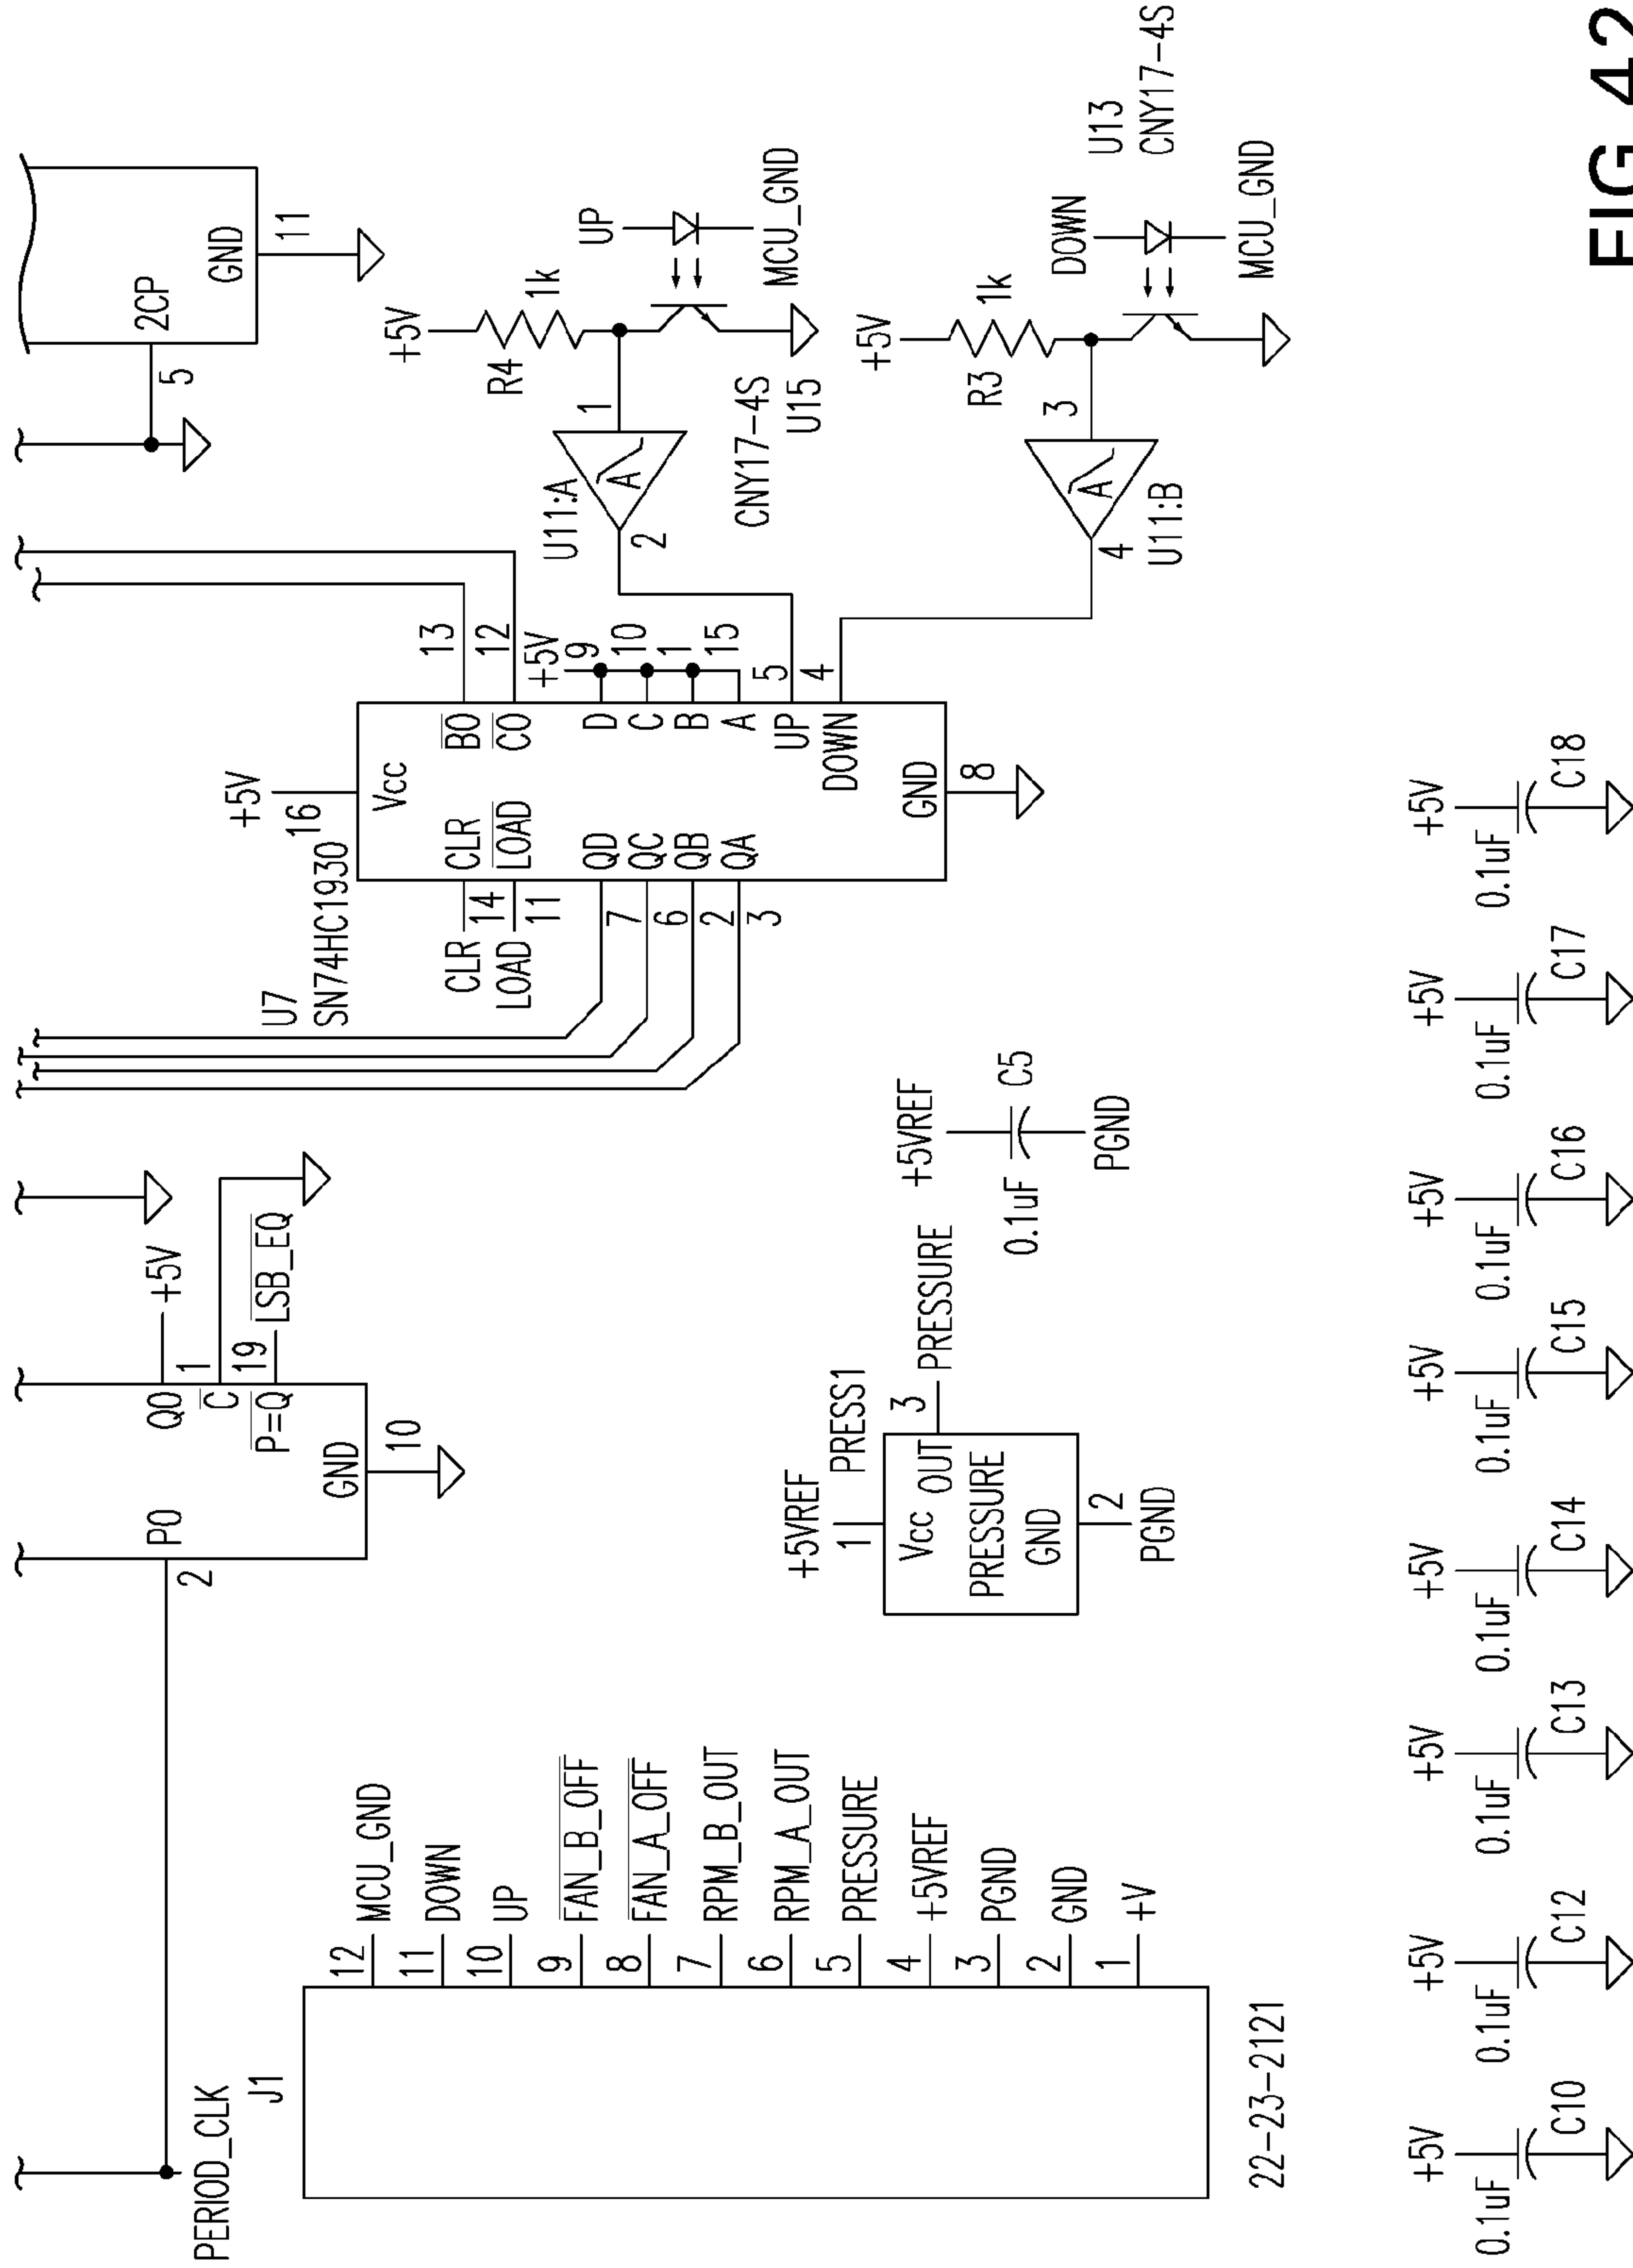 PERIOD_CLK
2
P0
Q0
+5V
1
C
19
P=Q
LSB_EQ
GND
10
5
2CP
GND
11
J1
12
MCU_GND
11
DOWN
10
UP
9
FAN_B_OFF
8
FAN_A_OFF
7
RPM_B_OUT
6
RPM_A_OUT
5
PRESSURE
4
+5VREF
3
PGND
2
GND
1
+V
22-23-2121
+5VREF
1
PRESS1
Vcc
OUT
3
PRESSURE
PRESSURE
GND
2
PGND
+5VREF
0.1uF
C5
PGND
U7
SN74HC193D
+5V
16
Vcc
CLR
14
CLR
BO
13
LOAD
11
LOAD
CO
12
+5V
7
QD
D
9
6
QC
C
10
2
QB
B
1
3
QA
A
15
UP
5
DOWN
4
GND
8
+5V
R4
1k
UP
U11:A
A
1
2
MCU_GND
CNY17-4S
U15
+5V
R3
1k
DOWN
U13
CNY17-4S
3
A
4
U11:B
MCU_GND
+5V
0.1uF
C10
+5V
0.1uF
C12
+5V
0.1uF
C13
+5V
0.1uF
C14
+5V
0.1uF
C15
+5V
0.1uF
C16
+5V
0.1uF
C17
+5V
0.1uF
C18
FIG 42